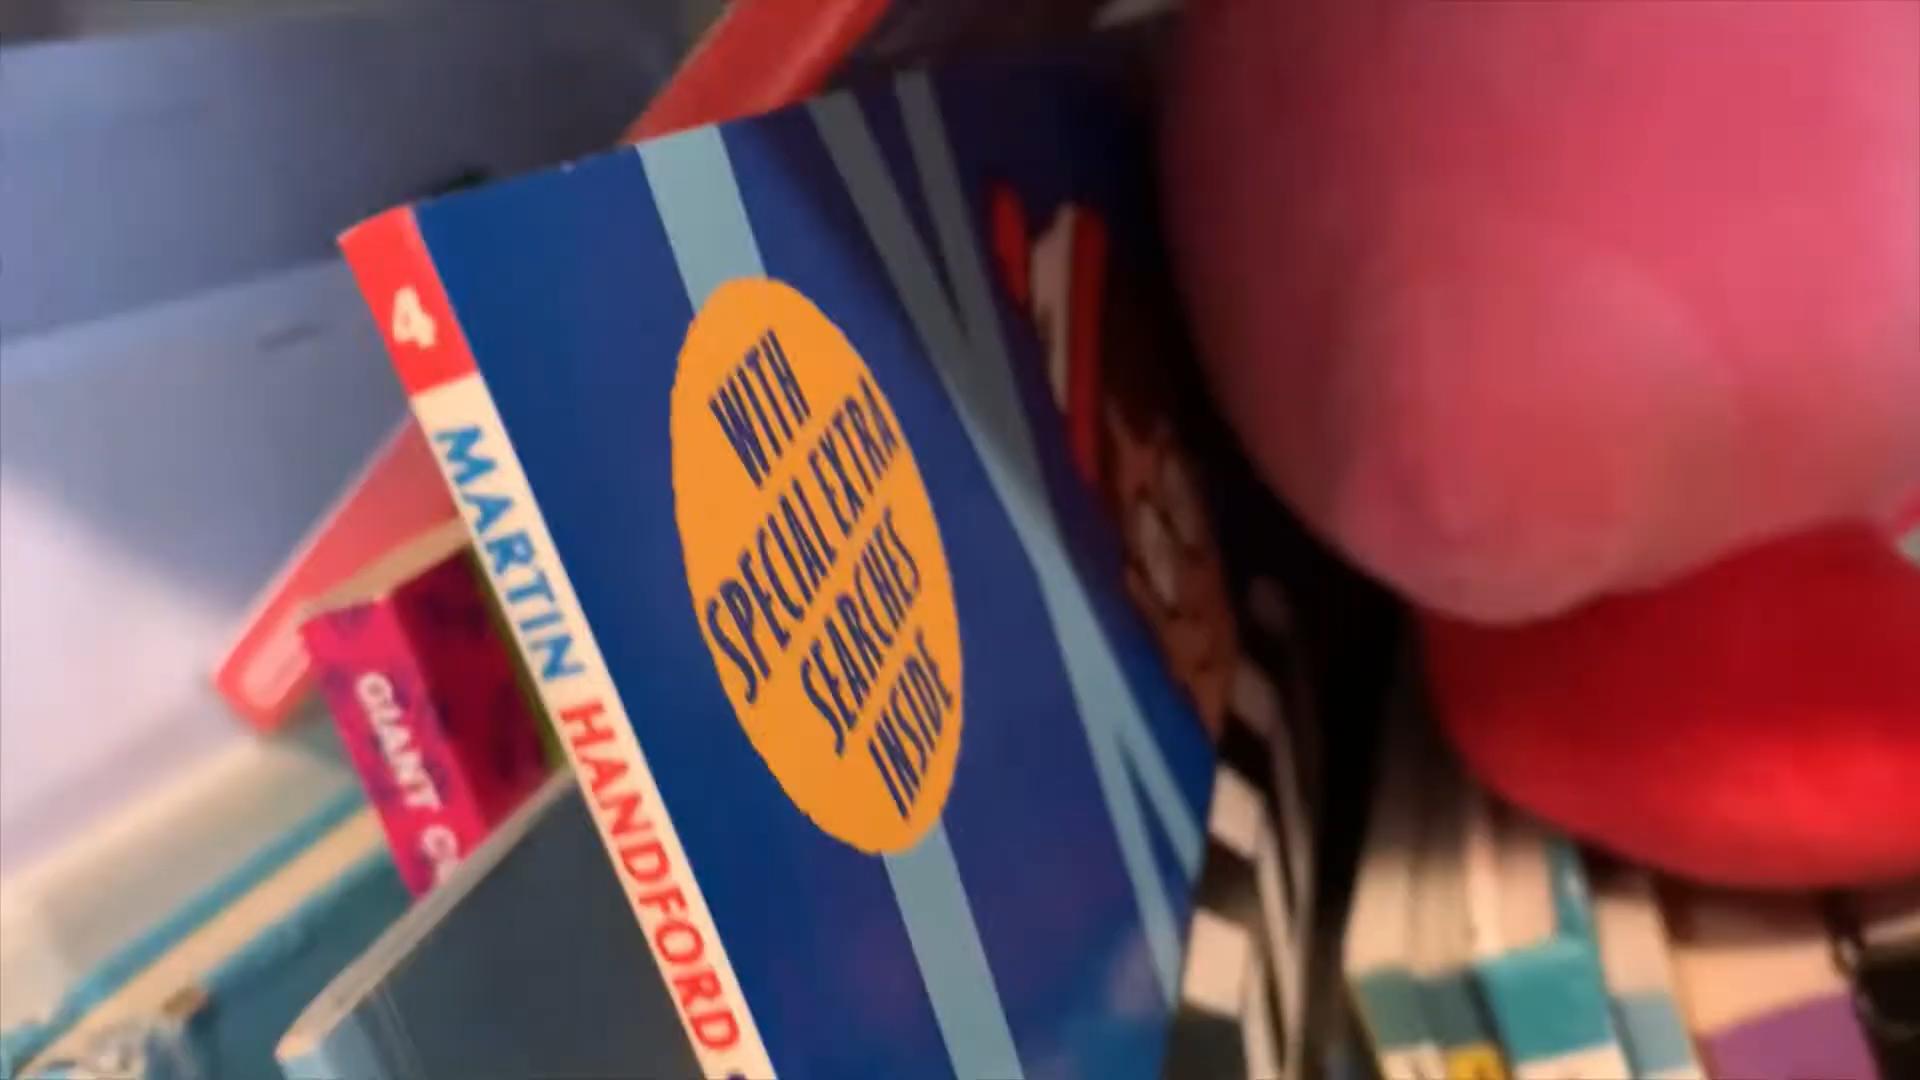 4
MARTIN HANDFORD
WITH
SPECIAL EXTRA
SEARCHES
INSIDE
GIANT